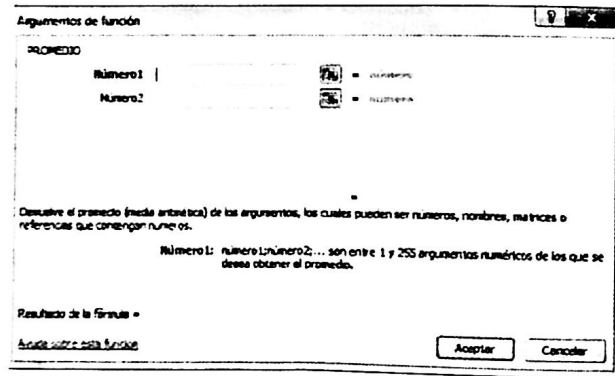 Argumentos de función
PROMEDIO
Número1
= número
Número2
= número
=
Devuelve el promedio (media aritmética) de los argumentos, los cuales pueden ser números, nombres, matrices o
referencias que contengan números.
Número1: número1;número2;... son entre 1 y 255 argumentos numéricos de los que se
desea obtener el promedio.
Resultado de la fórmula =
Ayuda sobre esta función
Aceptar
Cancelar